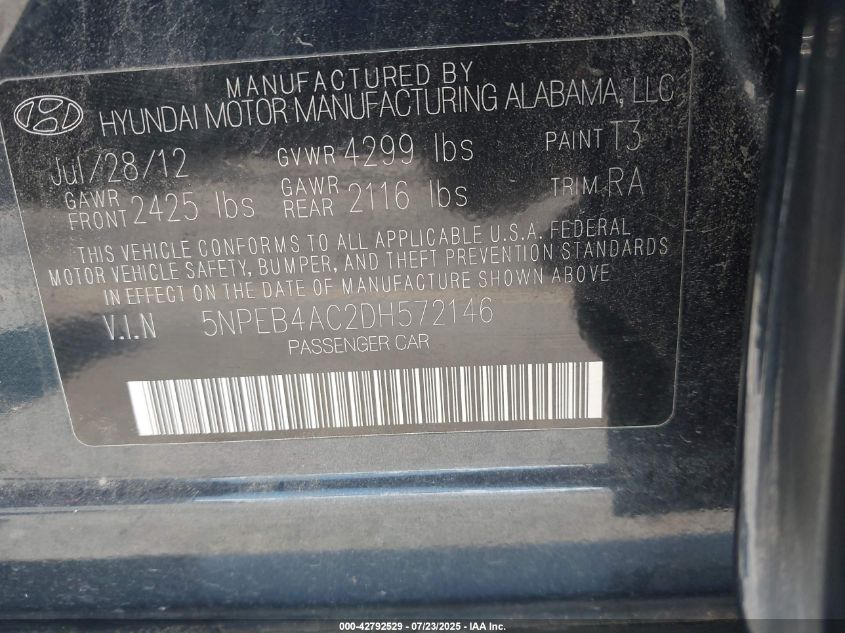 MANUFACTURED BY
HYUNDAI MOTOR MANUFACTURING ALABAMA, LLC
Jul/28/12 GVWR 4299 lbs PAINT T3
GAWR FRONT 2425 lbs GAWR REAR 2116 lbs TRIM RA
THIS VEHICLE CONFORMS TO ALL APPLICABLE U.S.A. FEDERAL
MOTOR VEHICLE SAFETY, BUMPER, AND THEFT PREVENTION STANDARDS
IN EFFECT ON THE DATE OF MANUFACTURE SHOWN ABOVE
V.I.N 5NPEB4AC2DH572146
PASSENGER CAR
000-42792529 - 07/23/2025 - IAA Inc.